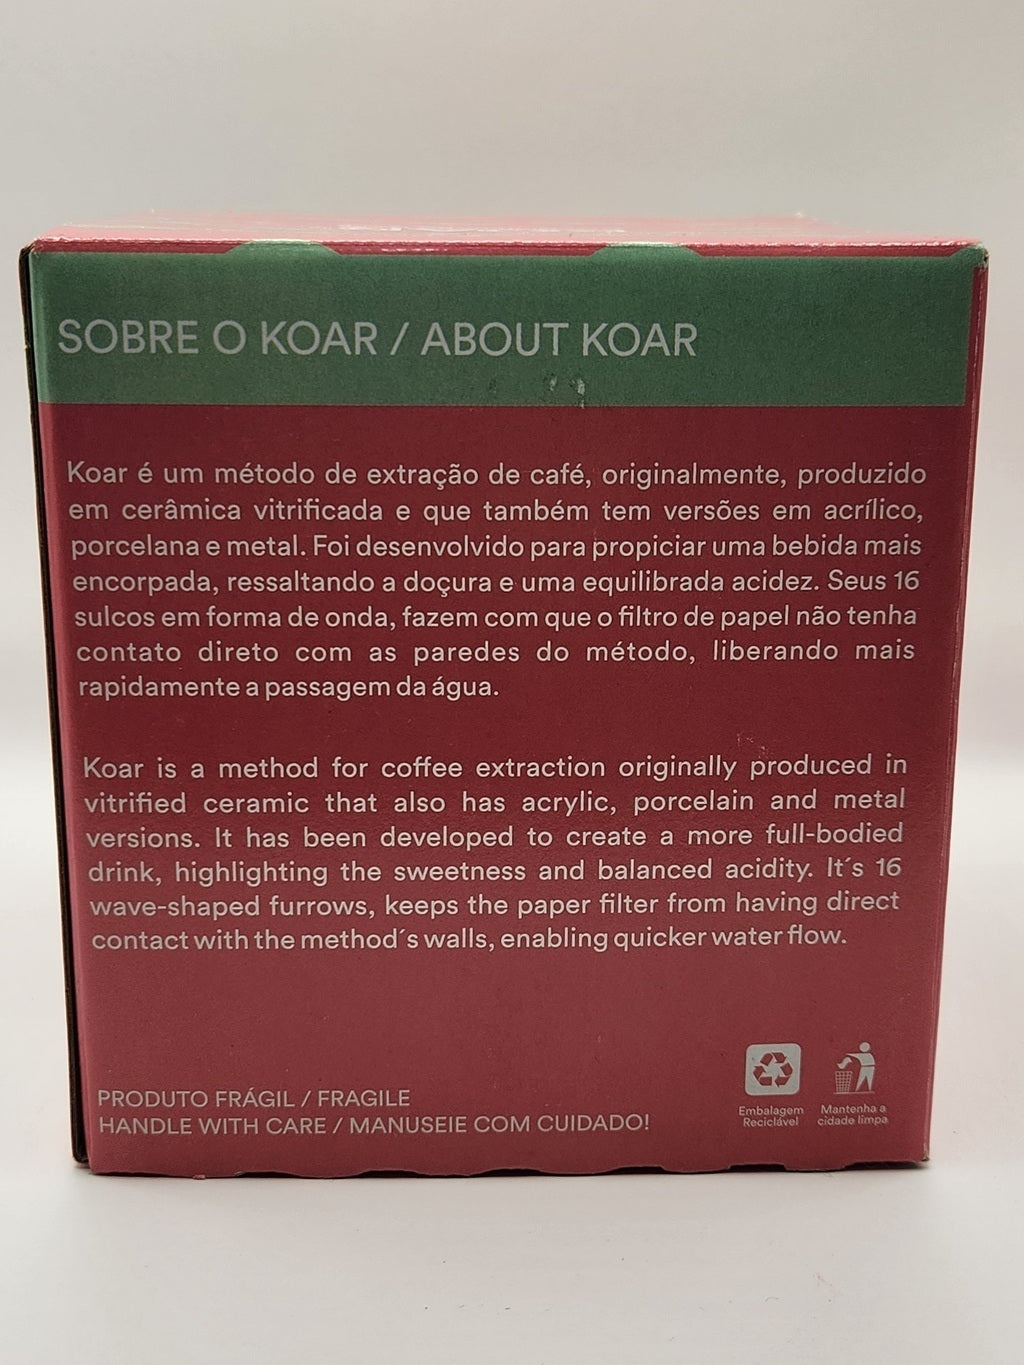 SOBRE O KOAR / ABOUT KOAR
Koar é um método de extração de café, originalmente, produzido
em cerâmica vitrificada e que também tem versões em acrílico,
porcelana e metal. Foi desenvolvido para propiciar uma bebida mais
encorpada, ressaltando a doçura e uma equilibrada acidez. Seus 16
sulcos em forma de onda, fazem com que o filtro de papel não tenha
contato direto com as paredes do método, liberando mais
rapidamente a passagem da água.
Koar is a method for coffee extraction originally produced in
vitrified ceramic that also has acrylic, porcelain and metal
versions. It has been developed to create a more full-bodied
drink, highlighting the sweetness and balanced acidity. It´s 16
wave-shaped furrows, keeps the paper filter from having direct
contact with the method´s walls, enabling quicker water flow.
PRODUTO FRÁGIL / FRAGILE
HANDLE WITH CARE / MANUSEIE COM CUIDADO!
Embalagem
Reciclável
Mantenha a
cidade limpa